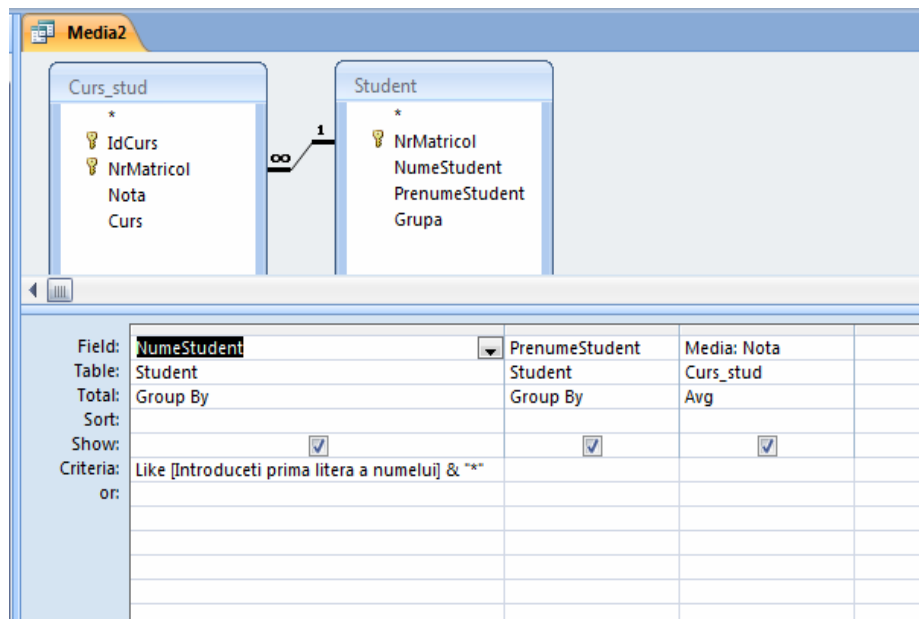 Media2
Curs_stud
*
IdCurs
NrMatricol
Nota
Curs
∞
1
Student
*
NrMatricol
NumeStudent
PrenumeStudent
Grupa
Field: NumeStudent PrenumeStudent Media: Nota
Table: Student Student Curs_stud
Total: Group By Group By Avg
Sort:
Show:
Criteria: Like [Introduceti prima litera a numelui] & "*"
or: